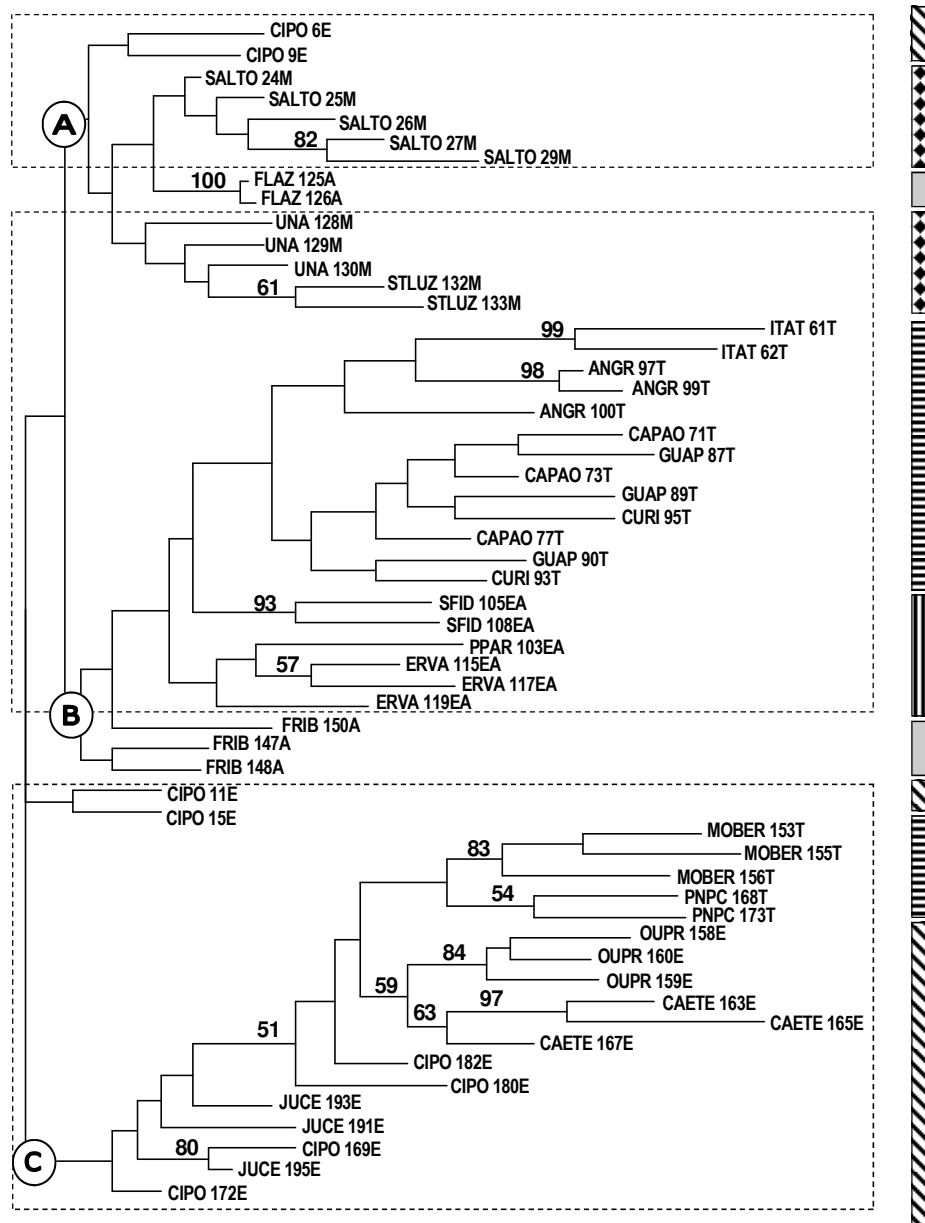 CIPO 6E
CIPO 9E
SALTO 24M
SALTO 25M
A
SALTO 26M
82
SALTO 27M
SALTO 29M
100
FLAZ 125A
FLAZ 126A
UNA 128M
UNA 129M
UNA 130M
61
STLUZ 132M
STLUZ 133M
99
ITAT 61T
ITAT 62T
98
ANGR 97T
ANGR 99T
ANGR 100T
CAPAO 71T
GUAP 87T
CAPAO 73T
GUAP 89T
CURI 95T
CAPAO 77T
GUAP 90T
CURI 93T
93
SFID 105EA
SFID 108EA
PPAR 103EA
57
ERVA 115EA
ERVA 117EA
ERVA 119EA
B
FRIB 150A
FRIB 147A
FRIB 148A
CIPO 11E
CIPO 15E
MOBER 153T
83
MOBER 155T
MOBER 156T
54
PNPC 168T
PNPC 173T
OUPR 158E
84
OUPR 160E
OUPR 159E
59
97
CAETE 163E
63
CAETE 165E
CAETE 167E
51
CIPO 182E
CIPO 180E
JUCE 193E
JUCE 191E
80
CIPO 169E
C
JUCE 195E
CIPO 172E